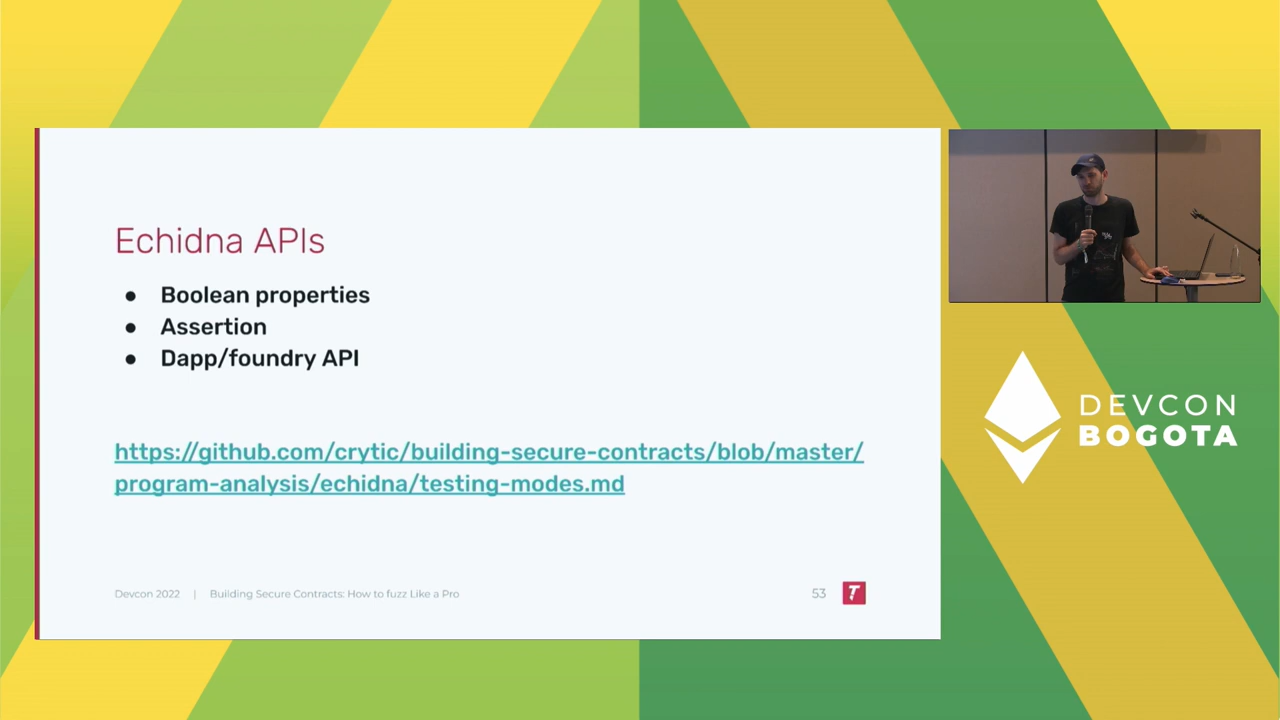 Echidna APIs
● Boolean properties
● Assertion
● Dapp/foundry API
https://github.com/crytic/building-secure-contracts/blob/master/
program-analysis/echidna/testing-modes.md
Devcon 2022 | Building Secure Contracts: How to fuzz Like a Pro
53
T
DEVCON
BOGOTA